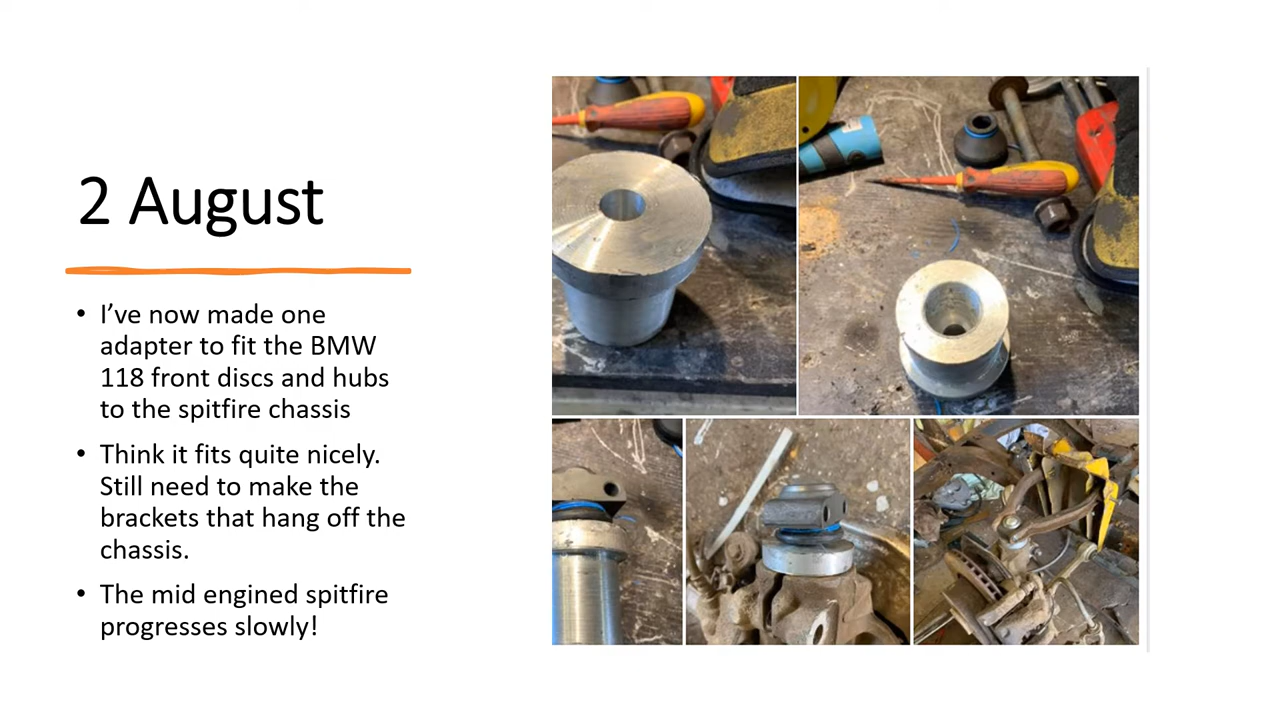 2 August
• I’ve now made one
adapter to fit the BMW
118 front discs and hubs
to the spitfire chassis
• Think it fits quite nicely.
Still need to make the
brackets that hang off the
chassis.
• The mid engined spitfire
progresses slowly!